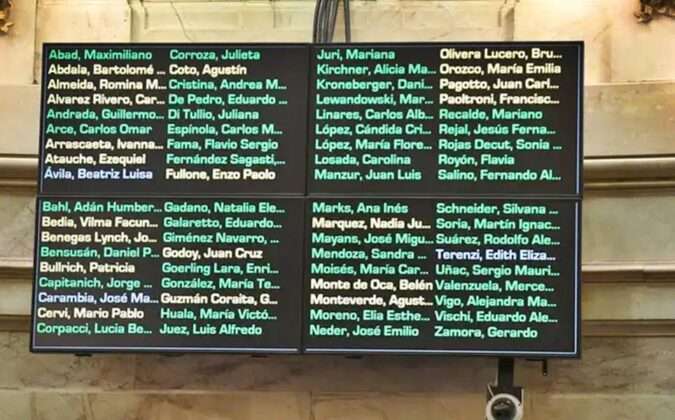 Abad, Maximiliano
Abdala, Bartolomé ...
Almeida, Romina M...
Alvarez Rivero, Car...
Andrada, Guillermo...
Arce, Carlos Omar
Arrascaeta, Ivanna...
Atauche, Ezequiel
Ávila, Beatriz Luisa
Corroza, Julieta
Coto, Agustín
Cristina, Andrea M...
De Pedro, Eduardo ...
Di Tullio, Juliana
Espínola, Carlos M...
Fama, Flavio Sergio
Fernández Sagasti,...
Fullone, Enzo Paolo
Juri, Mariana
Kirchner, Alicia Ma...
Kroneberger, Dani...
Lewandowski, Mar...
Linares, Carlos Alb...
López, Cándida Cri...
López, María Flore...
Losada, Carolina
Manzur, Juan Luis
Olivera Lucero, Bru...
Orozco, María Emilia
Pagotto, Juan Carl...
Paoltroni, Francisc...
Recalde, Mariano
Rejal, Jesús Ferna...
Rojas Decut, Sonia ...
Royón, Flavia
Salino, Fernando Al...
Bahl, Adán Humber...
Bedia, Vilma Facun...
Benegas Lynch, Jo...
Bensusán, Daniel P...
Bullrich, Patricia
Capitanich, Jorge ...
Carambia, José Ma...
Cervi, Mario Pablo
Corpacci, Lucia Be...
Gadano, Natalia Ele...
Galaretto, Eduardo...
Giménez Navarro, ...
Godoy, Juan Cruz
Goerling Lara, Enri...
González, María Te...
Guzmán Coraita, G...
Huala, María Victó...
Juez, Luis Alfredo
Marks, Ana Inés
Marquez, Nadia Ju...
Mayans, José Migu...
Mendoza, Sandra ...
Moisés, María Car...
Monte de Oca, Belén
Monteverde, Agust...
Moreno, Elia Esthe...
Neder, José Emilio
Schneider, Silvana ...
Soria, Martín Ignac...
Suárez, Rodolfo Ale...
Terenzi, Edith Eliza...
Uñac, Sergio Mauri...
Valenzuela, Merce...
Vigo, Alejandra Ma...
Vischi, Eduardo Ale...
Zamora, Gerardo